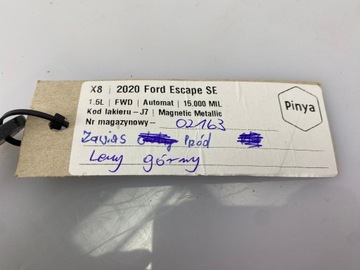 X8 | 2020 Ford Escape SE
1.5L | FWD | Automat | 15,000 MIL
Kod lakieru – J7 | Magnetic Metallic
Nr magazynowy – 02163
Pinya
Zawias Przód
Lewy górny